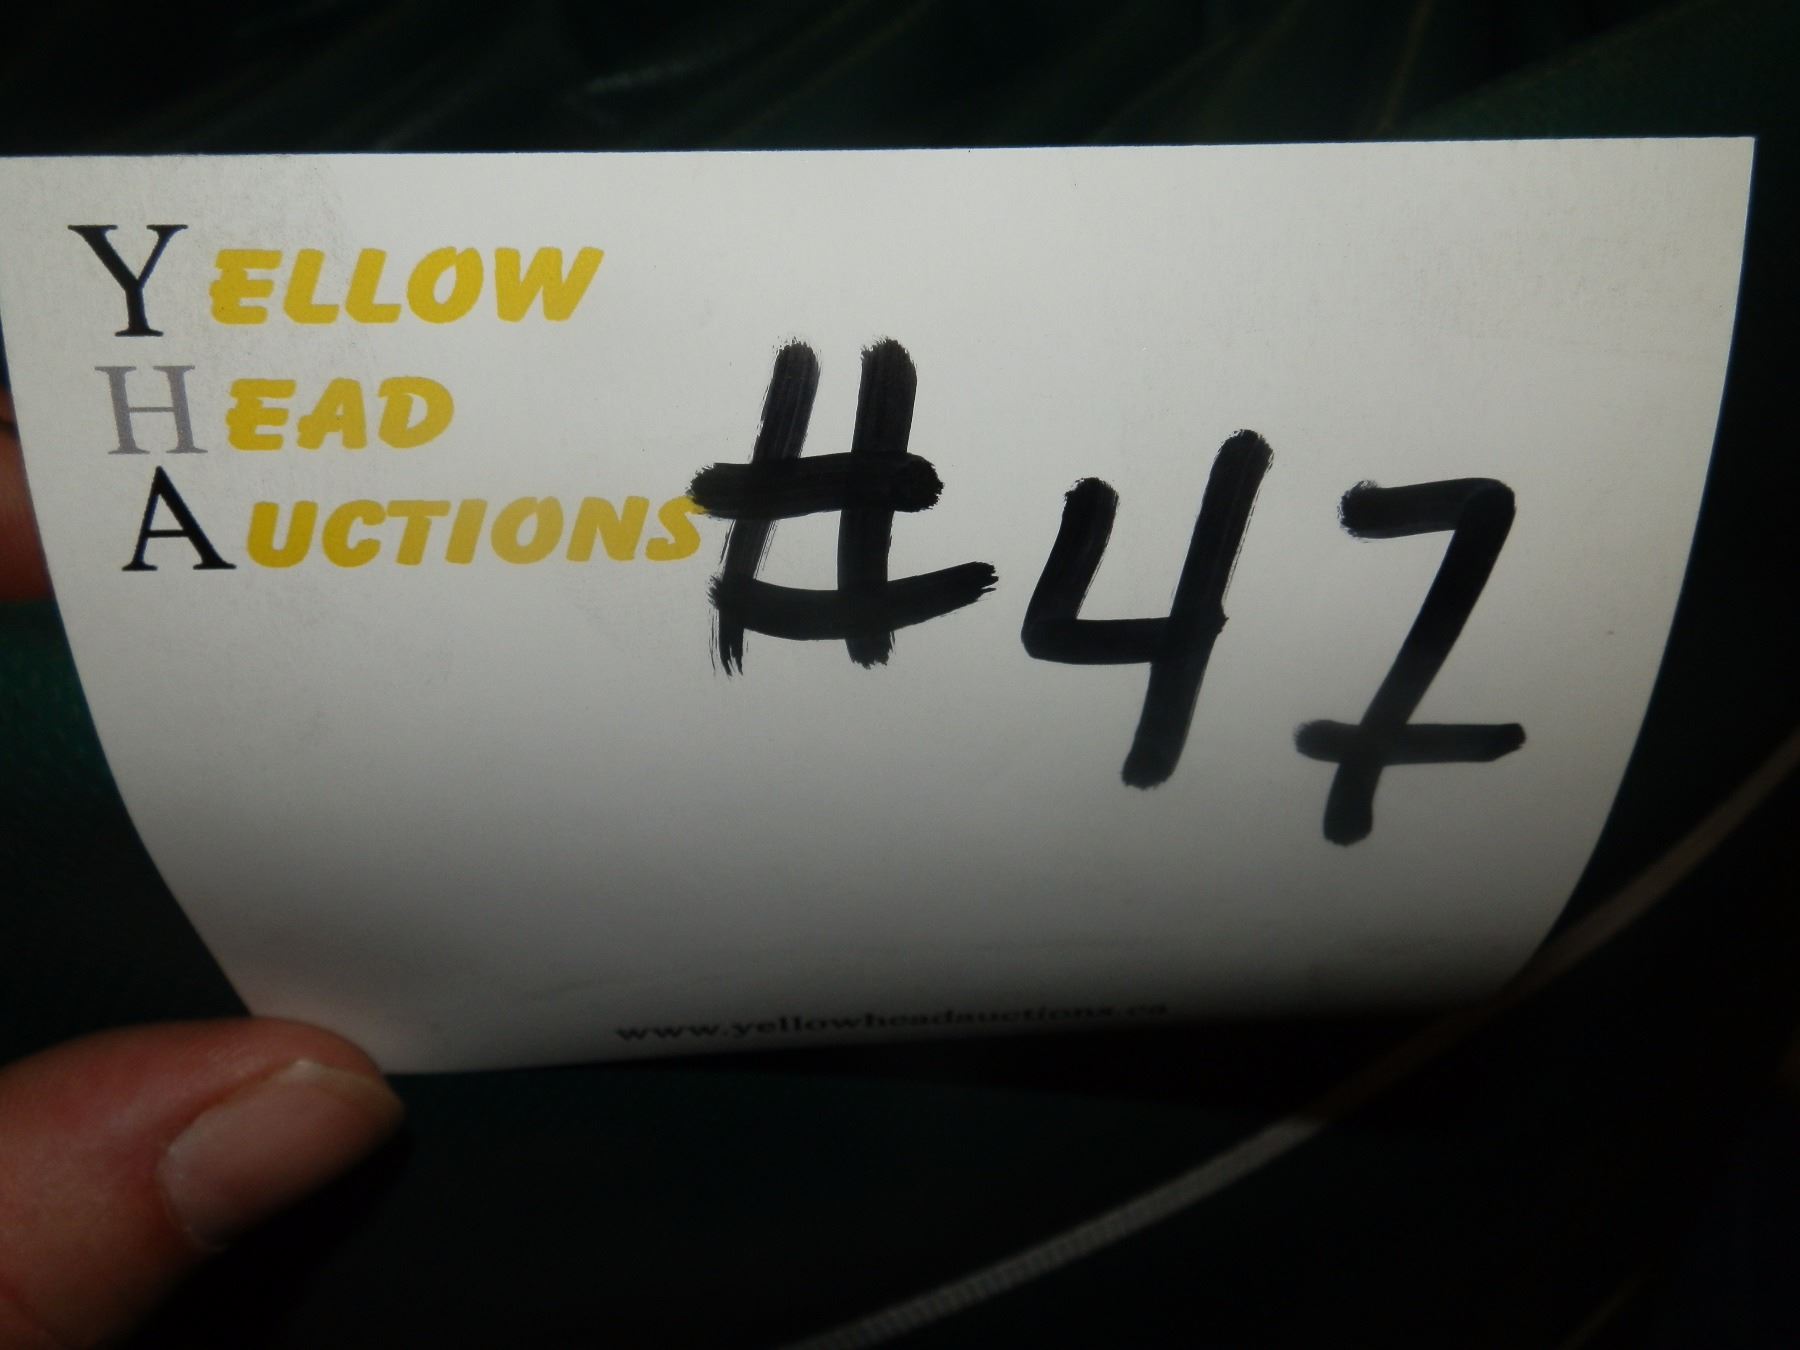 YELLOW
HEAD
AUCTIONS
#47
www.yellowheadauctions.ca